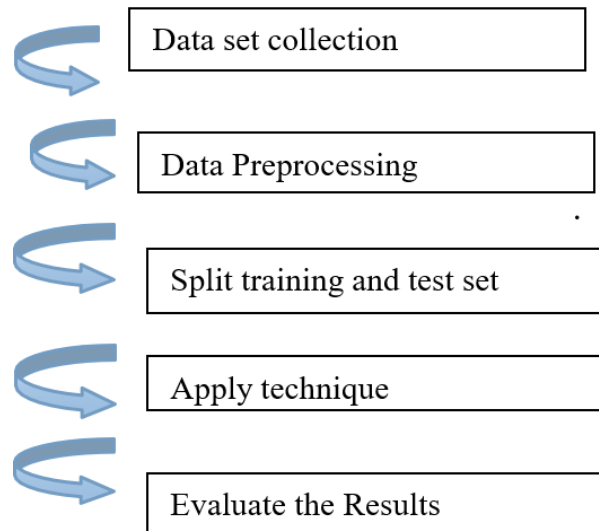 Data set collection
Data Preprocessing
.
Split training and test set
Apply technique
Evaluate the Results